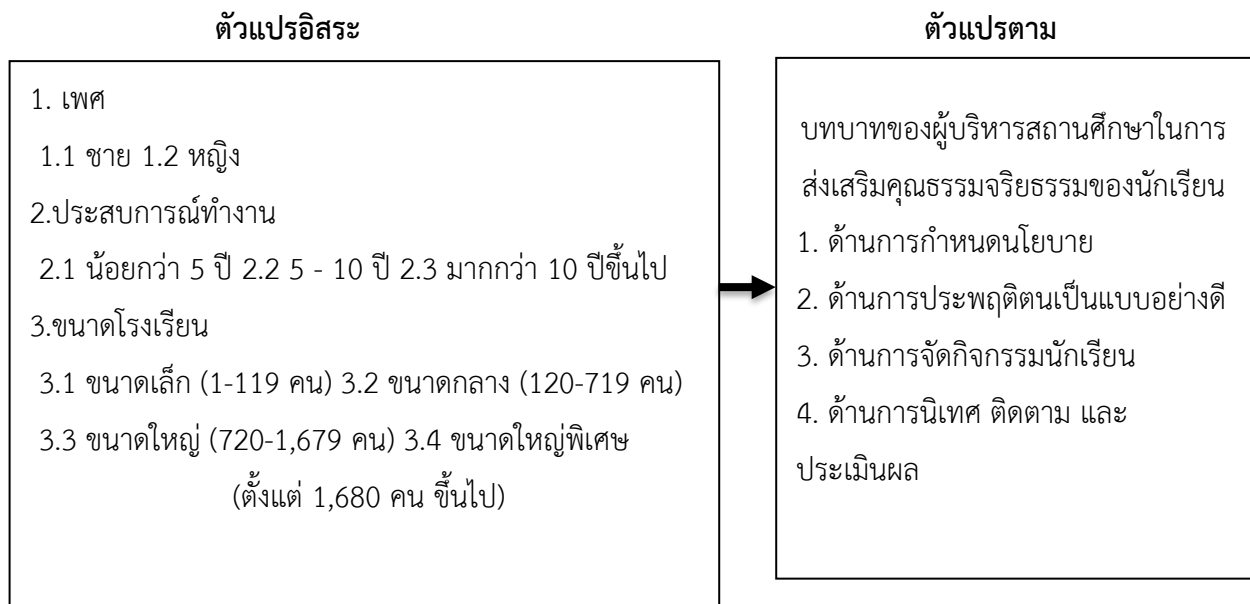 ตัวแปรอิสระ
1. เพศ
1.1 ชาย 1.2 หญิง
2.ประสบการณ์ทำงาน
2.1 น้อยกว่า 5 ปี 2.2 5 - 10 ปี 2.3 มากกว่า 10 ปีขึ้นไป
3.ขนาดโรงเรียน
3.1 ขนาดเล็ก (1-119 คน) 3.2 ขนาดกลาง (120-719 คน)
3.3 ขนาดใหญ่ (720-1,679 คน) 3.4 ขนาดใหญ่พิเศษ
(ตั้งแต่ 1,680 คน ขึ้นไป)
ตัวแปรตาม
บทบาทของผู้บริหารสถานศึกษาในการ
ส่งเสริมคุณธรรมจริยธรรมของนักเรียน
1. ด้านการกำหนดนโยบาย
2. ด้านการประพฤติตนเป็นแบบอย่างดี
3. ด้านการจัดกิจกรรมนักเรียน
4. ด้านการนิเทศ ติดตาม และ
ประเมินผล